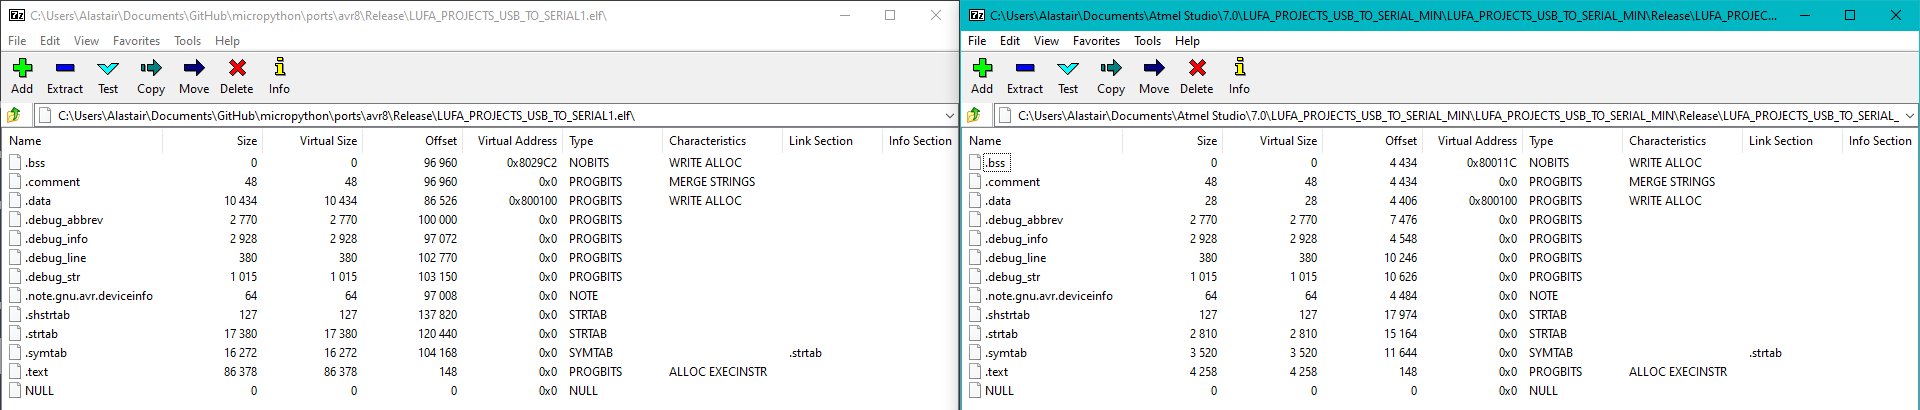 C:\Users\Alastair\Documents\GitHub\micropython\ports\avr8\Release\LUFA_PROJECTS_USB_TO_SERIAL1.elf\
File Edit View Favorites Tools Help
Add Extract Test Copy Move Delete Info
C:\Users\Alastair\Documents\GitHub\micropython\ports\avr8\Release\LUFA_PROJECTS_USB_TO_SERIAL1.elf\
Name Size Virtual Size Offset Virtual Address Type Characteristics Link Section Info Section
.bss 0 0 96 960 0x8029C2 NOBITS WRITE ALLOC
.comment 48 48 96 960 0x0 PROGBITS MERGE STRINGS
.data 10 434 10 434 86 526 0x800100 PROGBITS WRITE ALLOC
.debug_abbrev 2 770 2 770 100 000 0x0 PROGBITS
.debug_info 2 928 2 928 97 072 0x0 PROGBITS
.debug_line 380 380 102 770 0x0 PROGBITS
.debug_str 1 015 1 015 103 150 0x0 PROGBITS
.note.gnu.avr.deviceinfo 64 64 97 008 0x0 NOTE
.shstrtab 127 127 137 820 0x0 STRTAB
.strtab 17 380 17 380 120 440 0x0 STRTAB
.symtab 16 272 16 272 104 168 0x0 SYMTAB .strtab
.text 86 378 86 378 148 0x0 PROGBITS ALLOC EXECINSTR
NULL 0 0 0 0x0 NULL
C:\Users\Alastair\Documents\Atmel Studio\7.0\LUFA_PROJECTS_USB_TO_SERIAL_MIN\LUFA_PROJECTS_USB_TO_SERIAL_MIN\Release\LUFA_PROJEC...
File Edit View Favorites Tools Help
Add Extract Test Copy Move Delete Info
C:\Users\Alastair\Documents\Atmel Studio\7.0\LUFA_PROJECTS_USB_TO_SERIAL_MIN\LUFA_PROJECTS_USB_TO_SERIAL_MIN\Release\LUFA_PROJECTS_USB_TO_SERIAL_
Name Size Virtual Size Offset Virtual Address Type Characteristics Link Section Info Section
.bss 0 0 4 434 0x80011C NOBITS WRITE ALLOC
.comment 48 48 4 434 0x0 PROGBITS MERGE STRINGS
.data 28 28 4 406 0x800100 PROGBITS WRITE ALLOC
.debug_abbrev 2 770 2 770 7 476 0x0 PROGBITS
.debug_info 2 928 2 928 4 548 0x0 PROGBITS
.debug_line 380 380 10 246 0x0 PROGBITS
.debug_str 1 015 1 015 10 626 0x0 PROGBITS
.note.gnu.avr.deviceinfo 64 64 4 484 0x0 NOTE
.shstrtab 127 127 17 974 0x0 STRTAB
.strtab 2 810 2 810 15 164 0x0 STRTAB
.symtab 3 520 3 520 11 644 0x0 SYMTAB .strtab
.text 4 258 4 258 148 0x0 PROGBITS ALLOC EXECINSTR
NULL 0 0 0 0x0 NULL